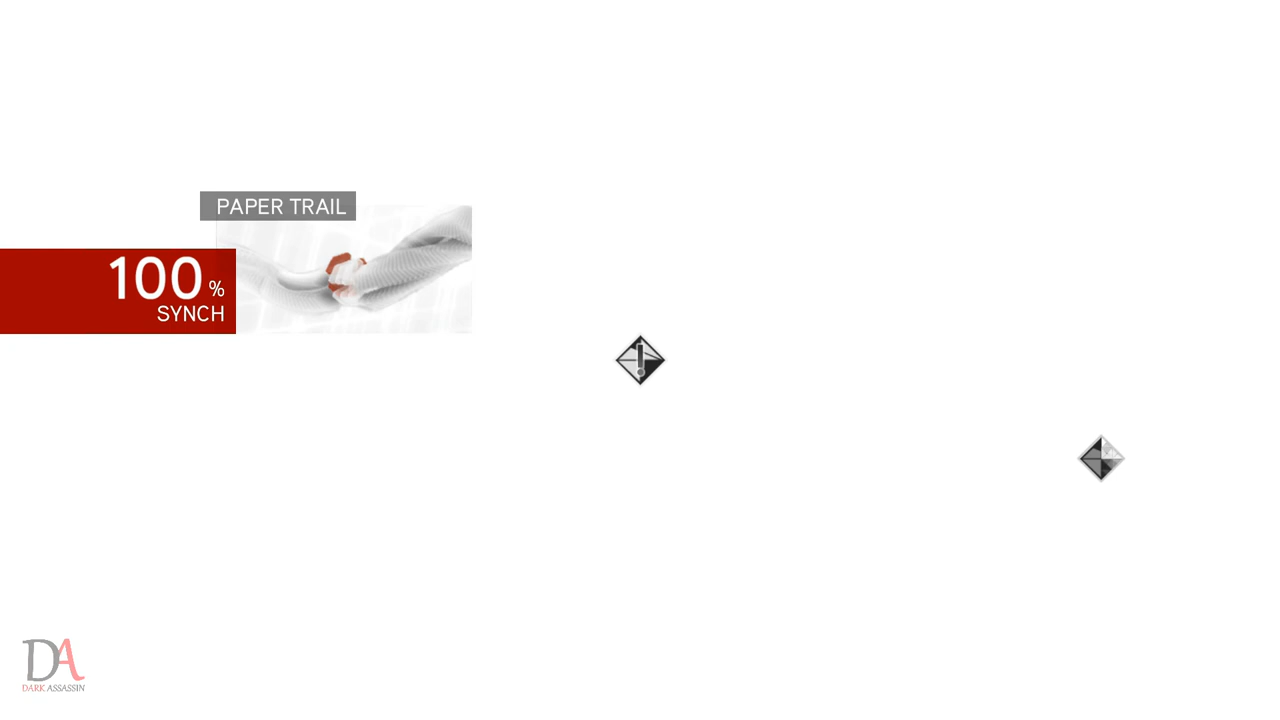 PAPER TRAIL
100 %
SYNCH
DA
DARK ASSASSIN